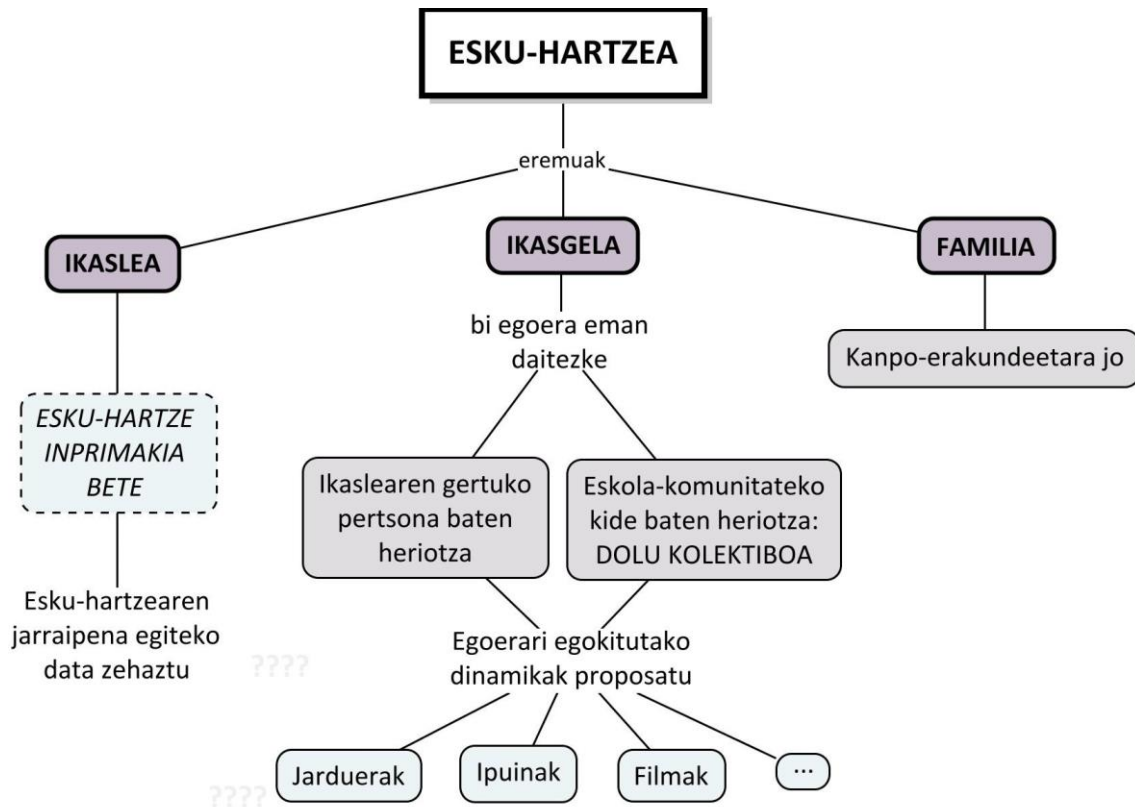 ESKU-HARTZEA
eremuak
IKASLEA
IKASGELA
FAMILIA
bi egoera eman
daitezke
Kanpo-erakundeetara jo
ESKU-HARTZE
INPRIMAKIA
BETE
Ikaslearen gertuko
pertsona baten
heriotza
Eskola-komunitateko
kide baten heriotza:
DOLU KOLEKTIBOA
Esku-hartzearen
jarraipena egiteko
data zehaztu
????
Egoerari egokitutako
dinamikak proposatu
Jarduerak
Ipuinak
Filmak
...
????